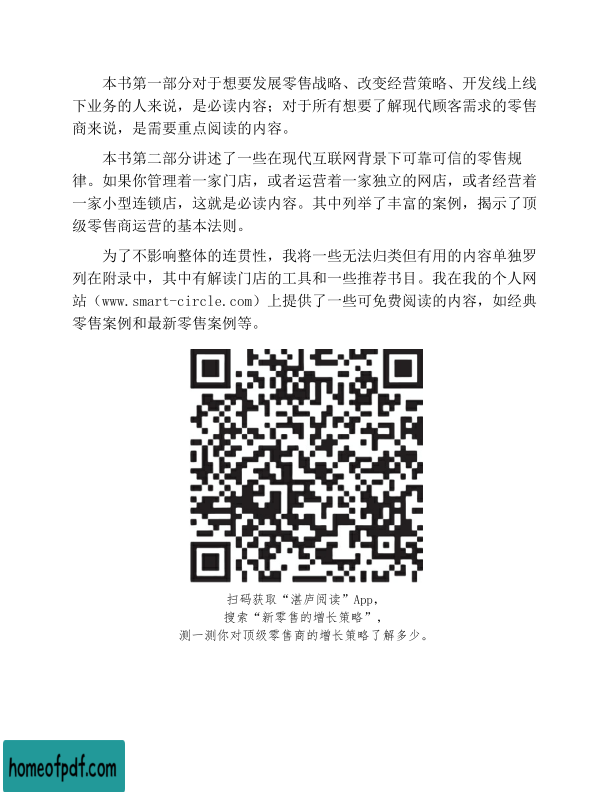 本书第一部分对于想要发展零售战略、改变经营策略、开发线上线
下业务的人来说，是必读内容；对于所有想要了解现代顾客需求的零售
商来说，是需要重点阅读的内容。
本书第二部分讲述了一些在现代互联网背景下可靠可信的零售规
律。如果你管理着一家门店，或者运营着一家独立的网店，或者经营着
一家小型连锁店，这就是必读内容。其中列举了丰富的案例，揭示了顶
级零售商运营的基本法则。
为了不影响整体的连贯性，我将一些无法归类但有用的内容单独罗
列在附录中，其中有解读门店的工具和一些推荐书目。我在我的个人网
站（www.smart-circle.com）上提供了一些可免费阅读的内容，如经典
零售案例和最新零售案例等。
扫码获取“湛庐阅读”App，
搜索“新零售的增长策略”，
测一测你对顶级零售商的增长策略了解多少。
homeofpdf.com